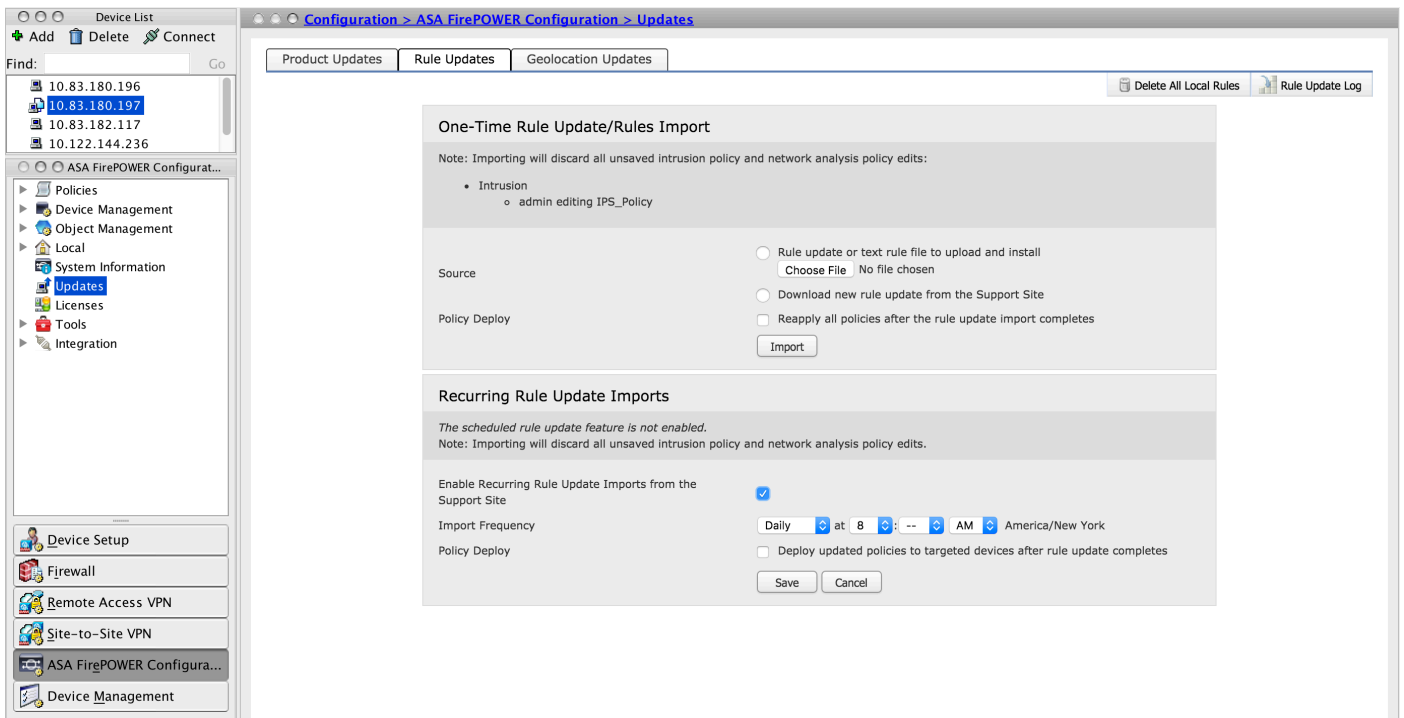 Device List
Add Delete Connect
Find: Go
10.83.180.196
10.83.180.197
10.83.182.117
10.122.144.236
ASA FirePOWER Configurat...
Policies
Device Management
Object Management
Local
System Information
Updates
Licenses
Tools
Integration
Device Setup
Firewall
Remote Access VPN
Site-to-Site VPN
ASA FirePOWER Configura...
Device Management
Configuration > ASA FirePOWER Configuration > Updates
Product Updates Rule Updates Geolocation Updates
Delete All Local Rules Rule Update Log
One-Time Rule Update/Rules Import
Note: Importing will discard all unsaved intrusion policy and network analysis policy edits:
• Intrusion
admin editing IPS_Policy
Source
Rule update or text rule file to upload and install
Choose File No file chosen
Download new rule update from the Support Site
Policy Deploy Reapply all policies after the rule update import completes
Import
Recurring Rule Update Imports
The scheduled rule update feature is not enabled.
Note: Importing will discard all unsaved intrusion policy and network analysis policy edits.
Enable Recurring Rule Update Imports from the
Support Site
Import Frequency Daily at 8 : -- AM America/New York
Policy Deploy Deploy updated policies to targeted devices after rule update completes
Save Cancel